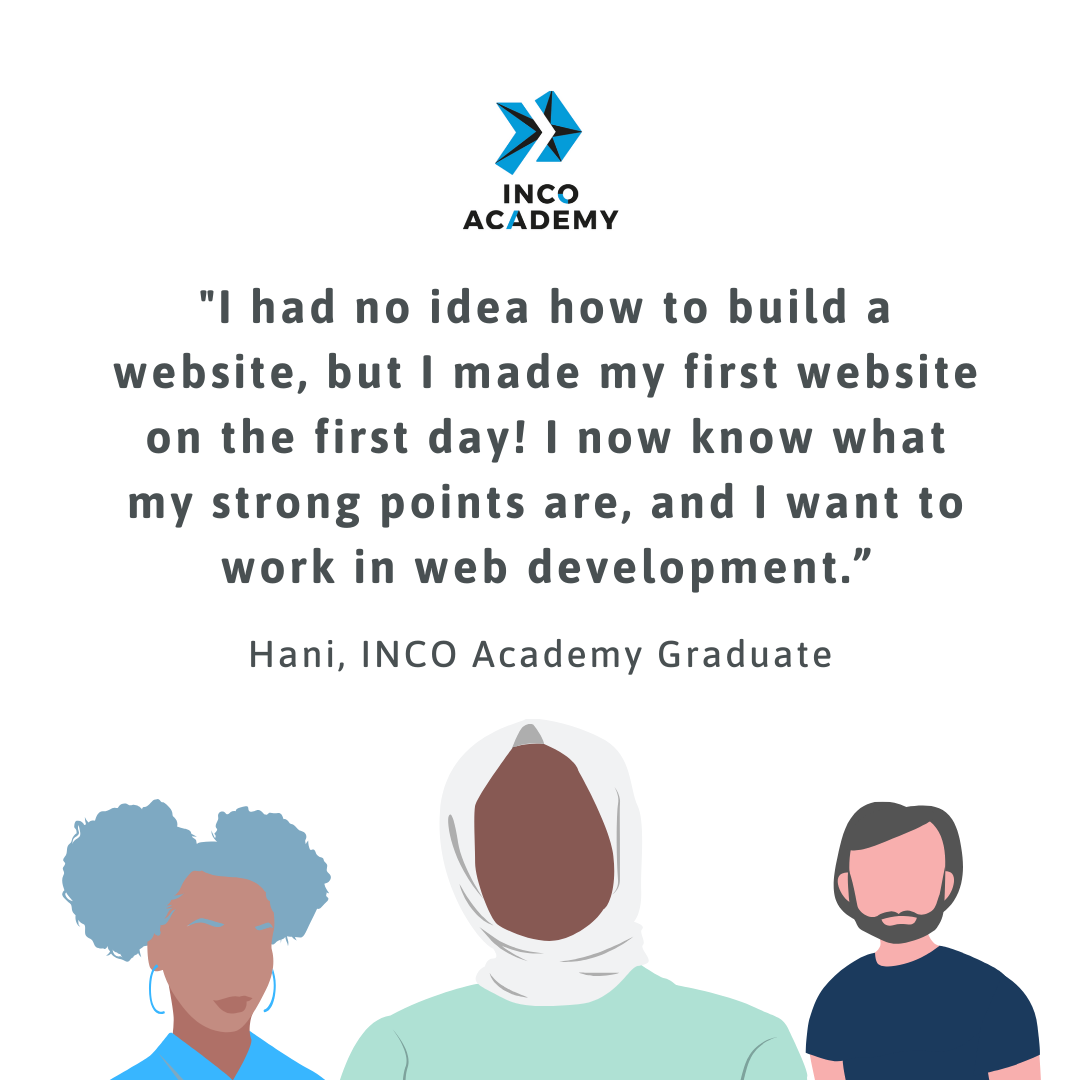 INCO
ACADEMY
"I had no idea how to build a
website, but I made my first website
on the first day! I now know what
my strong points are, and I want to
work in web development.”
Hani, INCO Academy Graduate